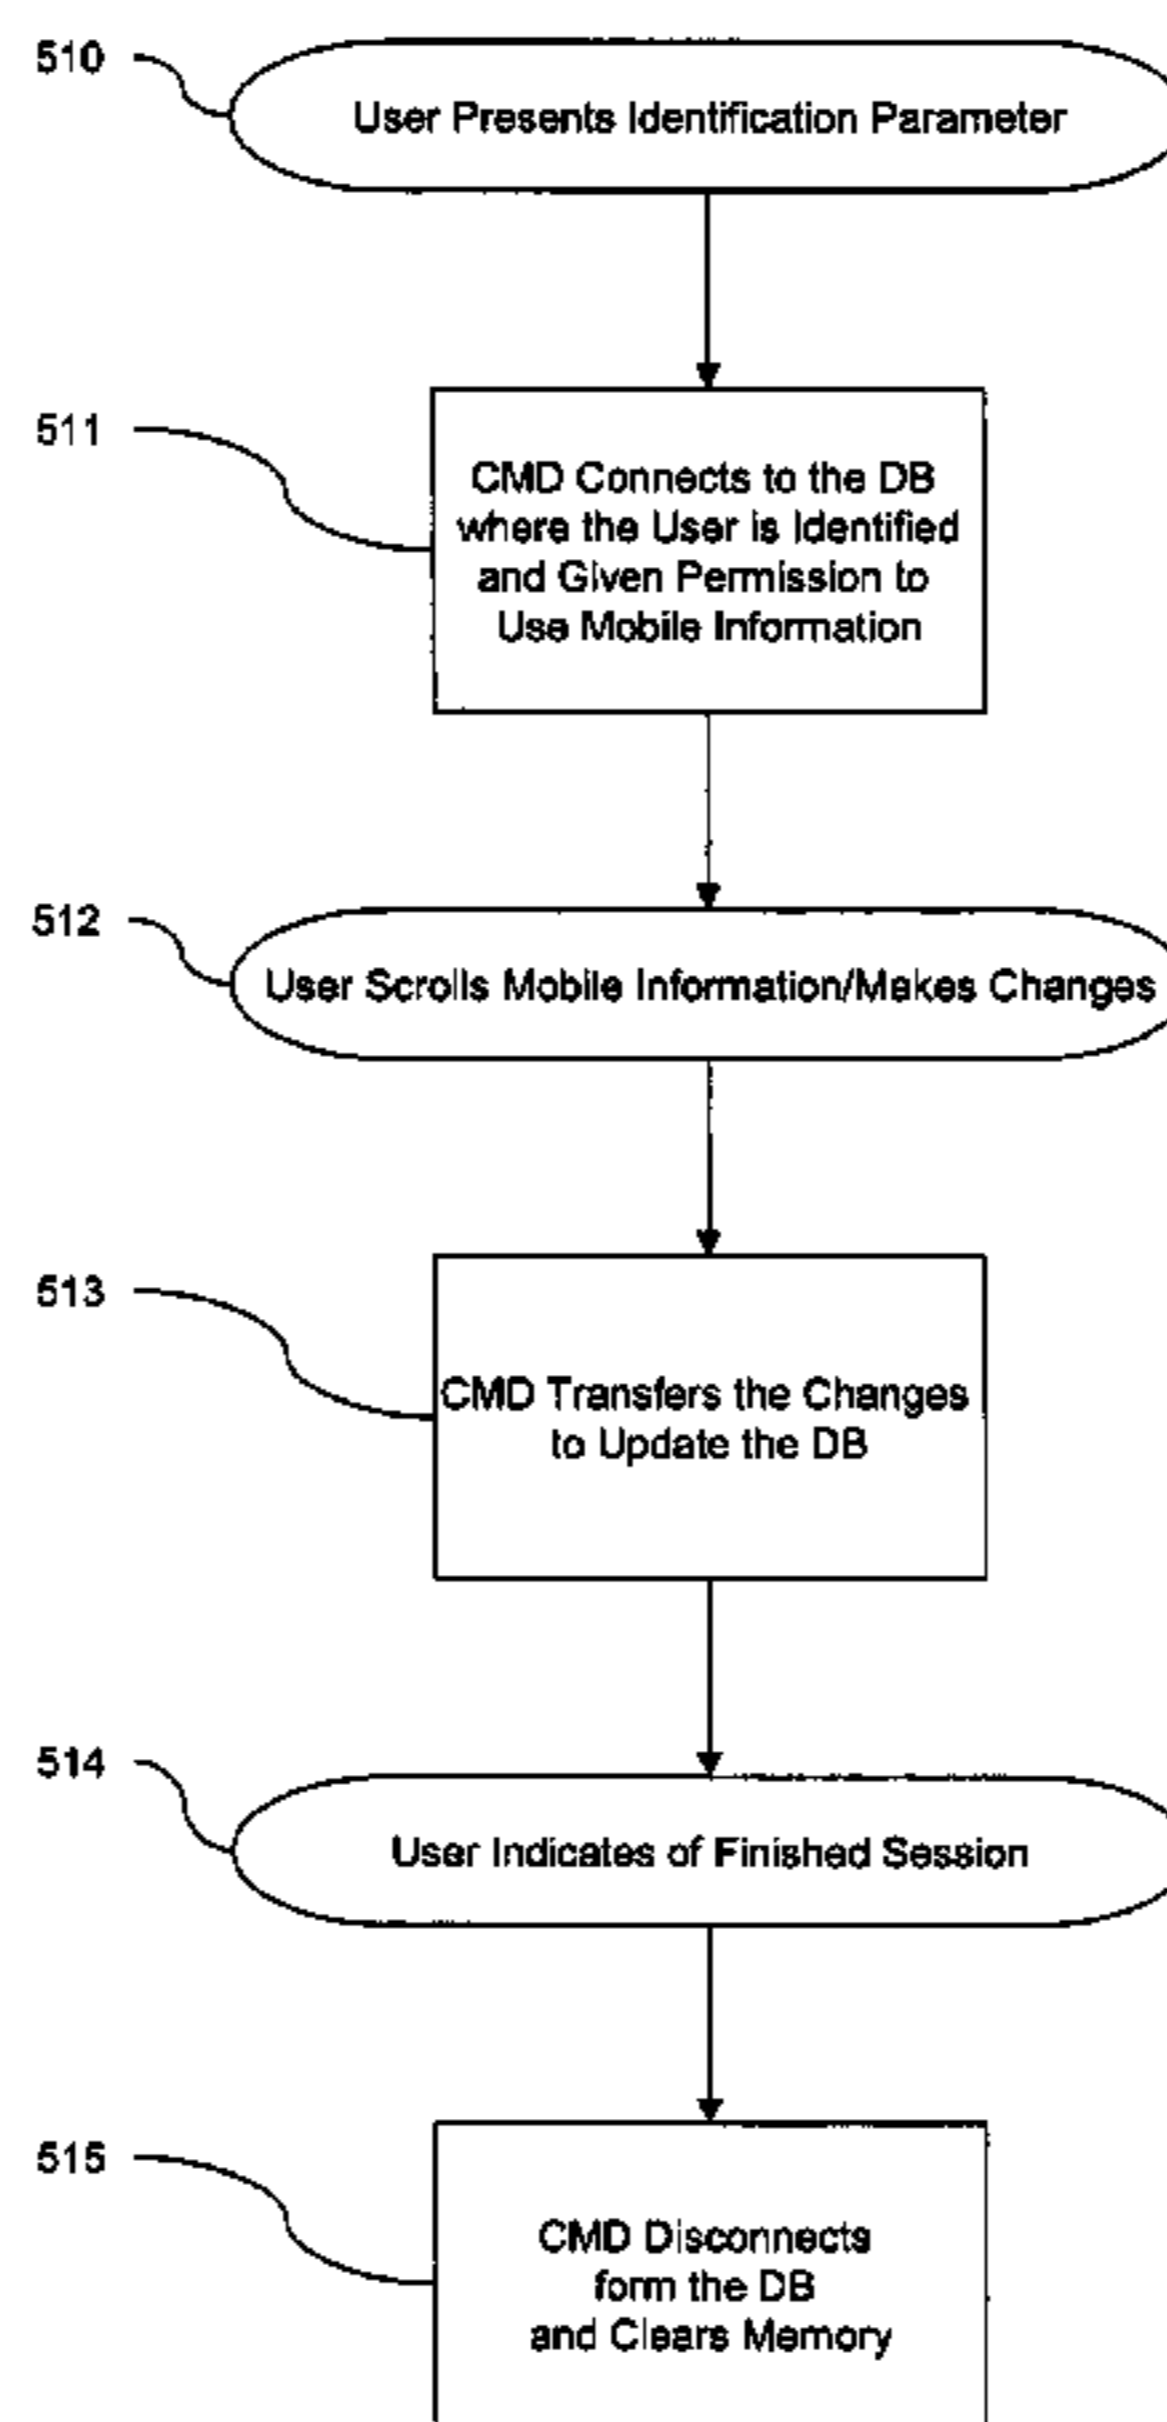 510
User Presents Identification Parameter
511
CMD Connects to the DB
where the User is Identified
and Given Permission to
Use Mobile Information
512
User Scrolls Mobile Information/Makes Changes
513
CMD Transfers the Changes
to Update the DB
514
User Indicates of Finished Session
515
CMD Disconnects
form the DB
and Clears Memory